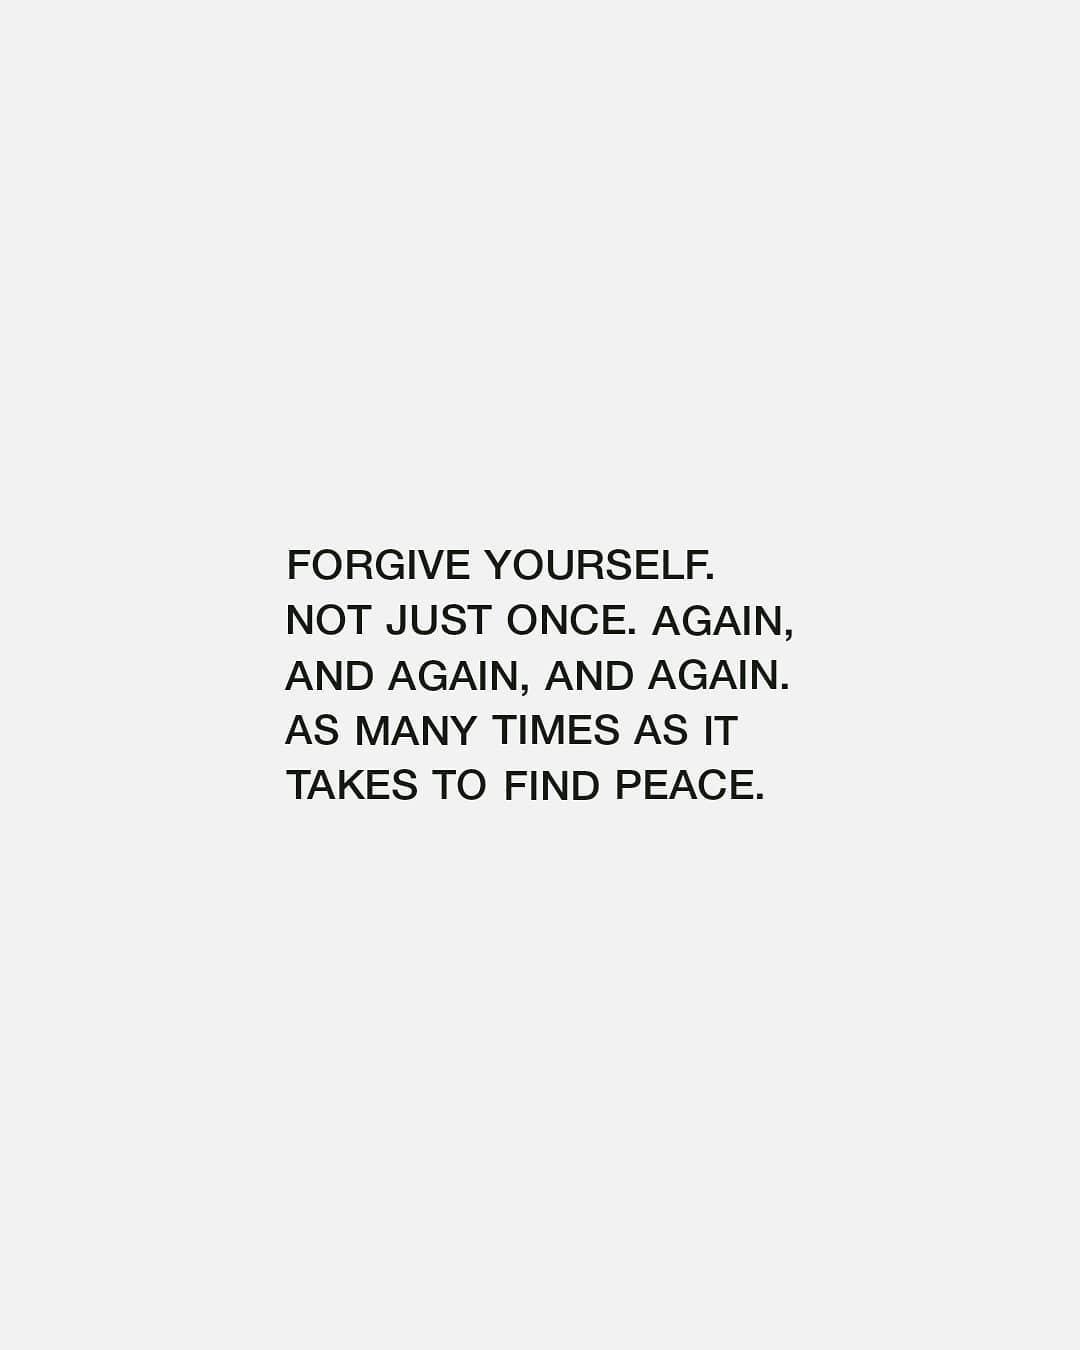 FORGIVE YOURSELF.
NOT JUST ONCE. AGAIN,
AND AGAIN, AND AGAIN.
AS MANY TIMES AS IT
TAKES TO FIND PEACE.